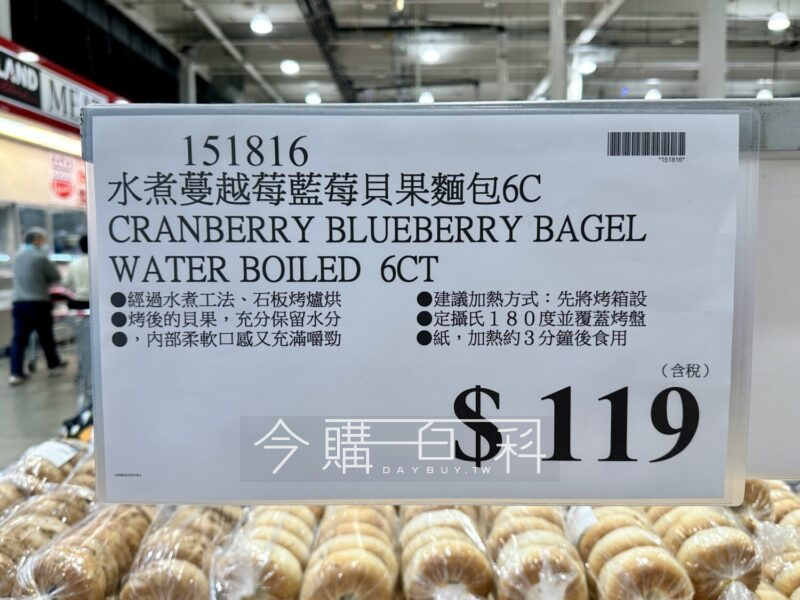 LAND
ME
151816
*151816*
水煮蔓越莓藍莓貝果麵包6C
CRANBERRY BLUEBERRY BAGEL
WATER BOILED 6CT
●經過水煮工法、石板烤爐烘
●烤後的貝果，充分保留水分
●，內部柔軟口感又充滿嚼勁
●建議加熱方式：先將烤箱設
●定攝氏１８０度並覆蓋烤盤
●紙，加熱約３分鐘後食用
（含稅）
$ 119
今購百科
DAYBUY.TW